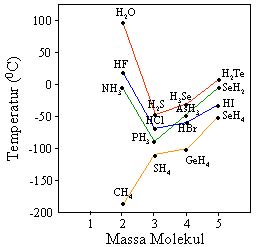 Temperatur (⁰C)
100
50
0
-50
-100
-150
-200
H₂O
HF
NH₃
CH₄
H₂S
HCl
PH₃
SH₄
H₂Se
A3H₃
HBr
GeH₄
H₂Te
SeH₂
HI
SeH₄
1 2 3 4 5
Massa Molekul